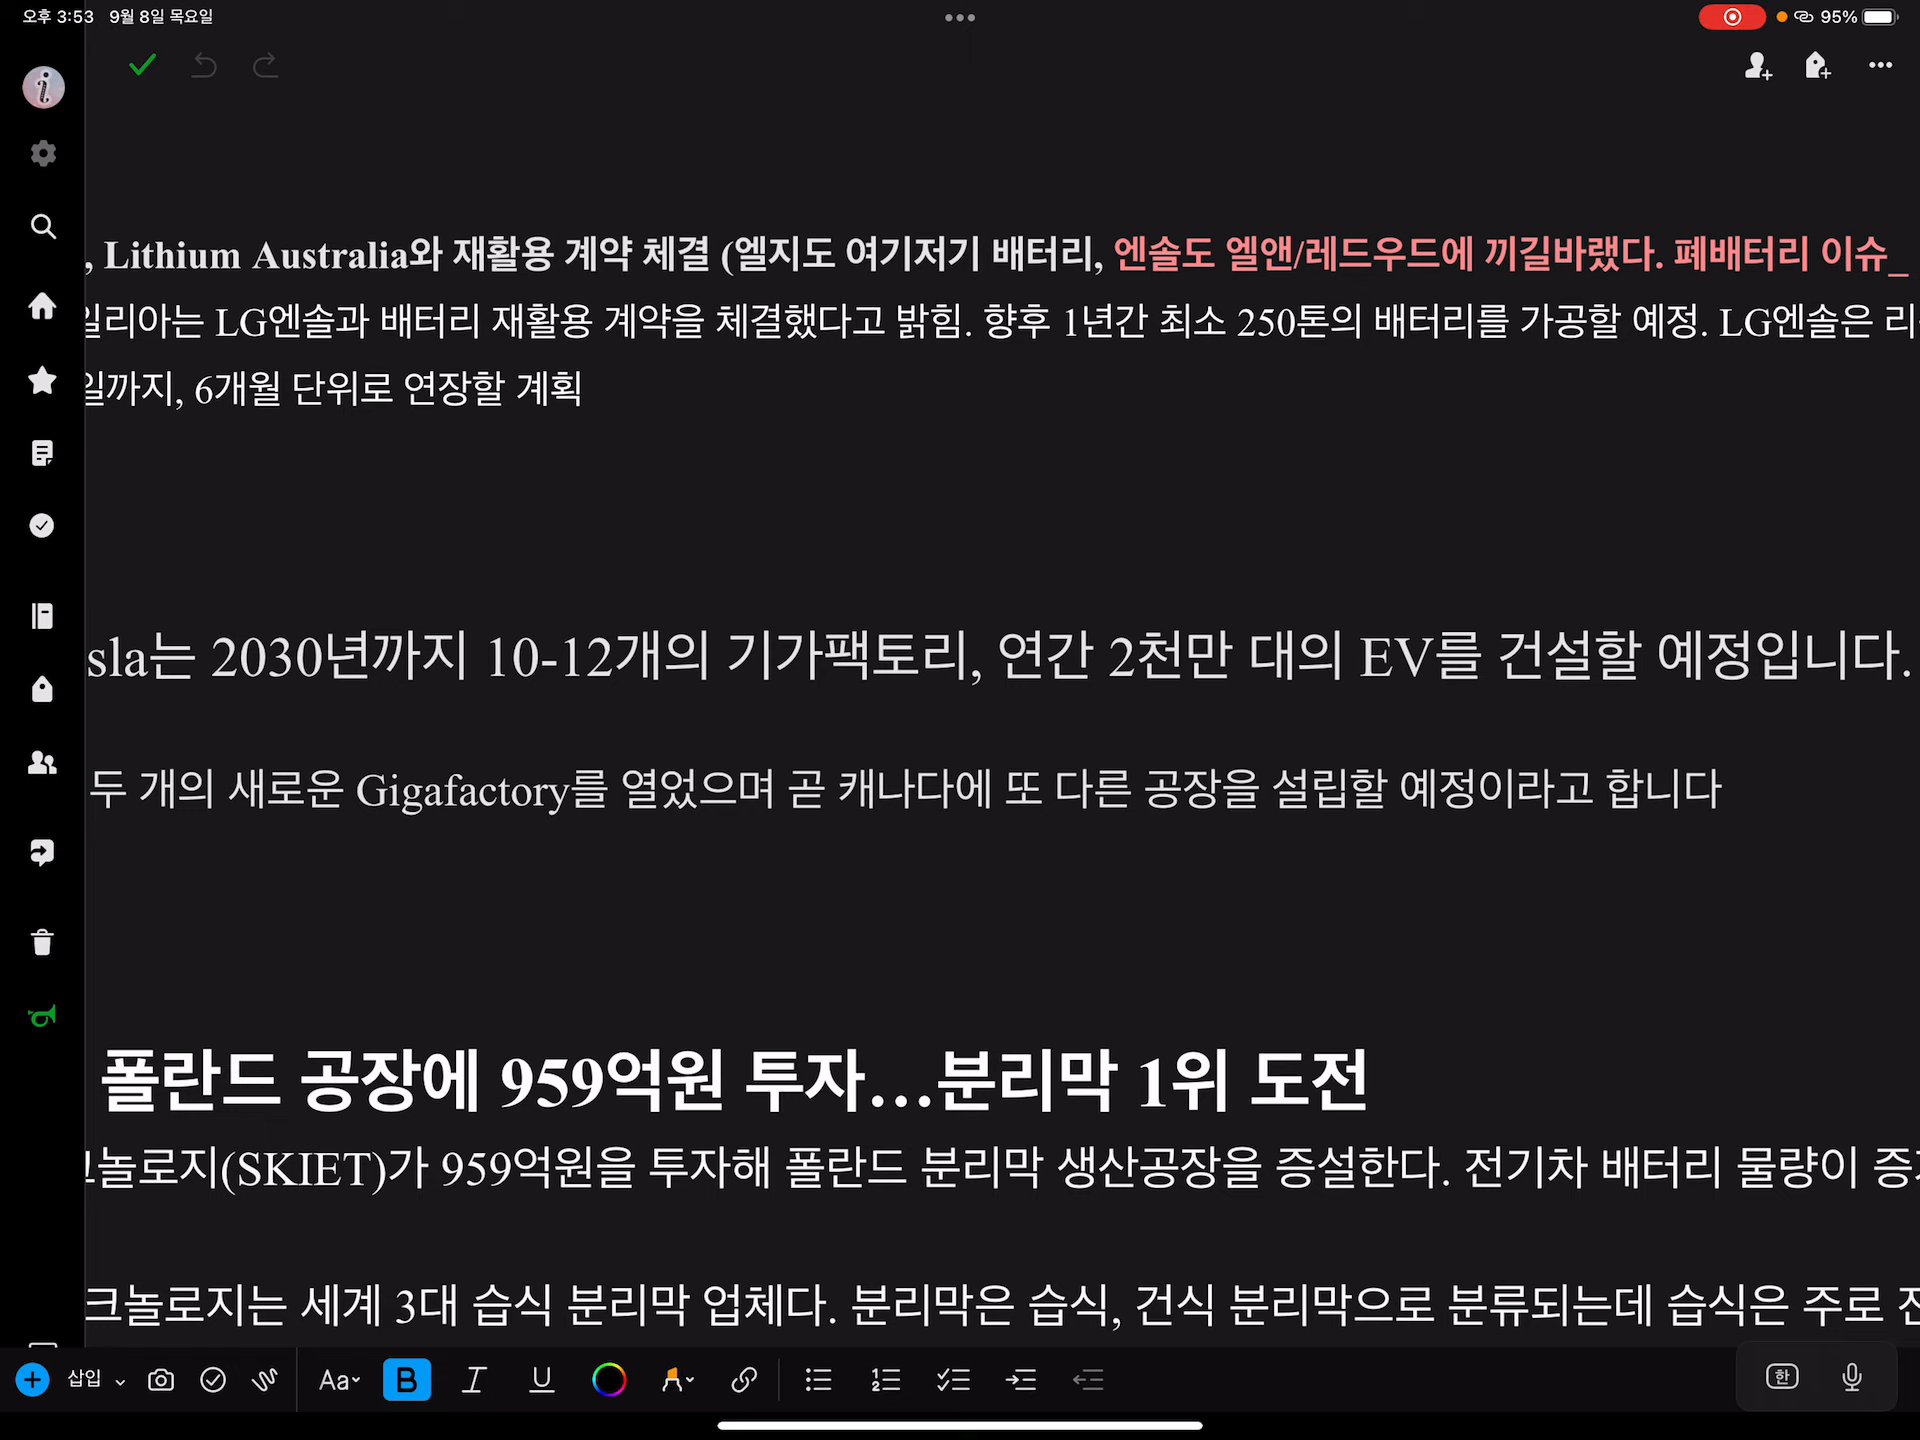 오후 3:53 9월 8일 목요일
95%
, Lithium Australia와 재활용 계약 체결 (엘지도 여기저기 배터리, 엔솔도 엘앤/레드우드에 끼길바랬다. 폐배터리 이슈_
일리아는 LG엔솔과 배터리 재활용 계약을 체결했다고 밝힘. 향후 1년간 최소 250톤의 배터리를 가공할 예정. LG엔솔은 리
일까지, 6개월 단위로 연장할 계획
sla는 2030년까지 10-12개의 기가팩토리, 연간 2천만 대의 EV를 건설할 예정입니다.
두 개의 새로운 Gigafactory를 열었으며 곧 캐나다에 또 다른 공장을 설립할 예정이라고 합니다
폴란드 공장에 959억원 투자...분리막 1위 도전
크놀로지(SKIET)가 959억원을 투자해 폴란드 분리막 생산공장을 증설한다. 전기차 배터리 물량이 증
크놀로지는 세계 3대 습식 분리막 업체다. 분리막은 습식, 건식 분리막으로 분류되는데 습식은 주로
삽입 Aa B I U 한